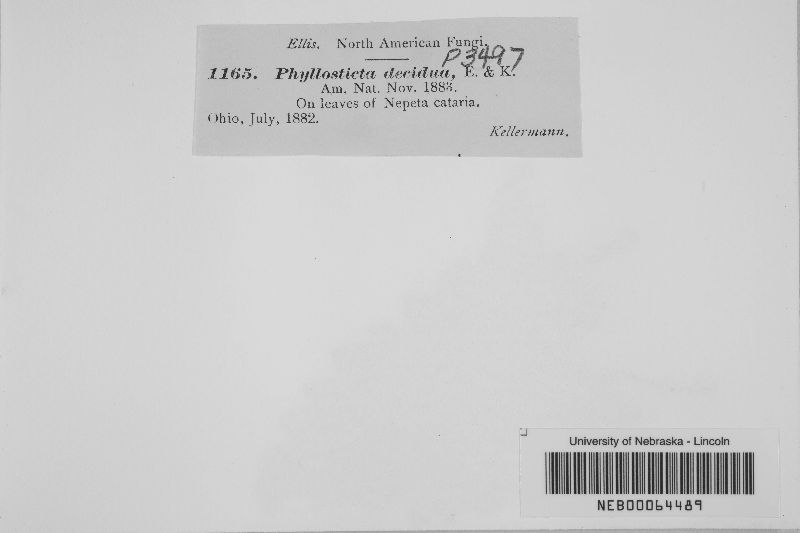 Ellis. North American Fungi.
P3497
1165. Phyllosticta decidua, E. & K.
Am. Nat. Nov. 1883.
On leaves of Nepeta cataria.
Ohio, July, 1882.
Kellermann.
University of Nebraska - Lincoln
NEB00064489